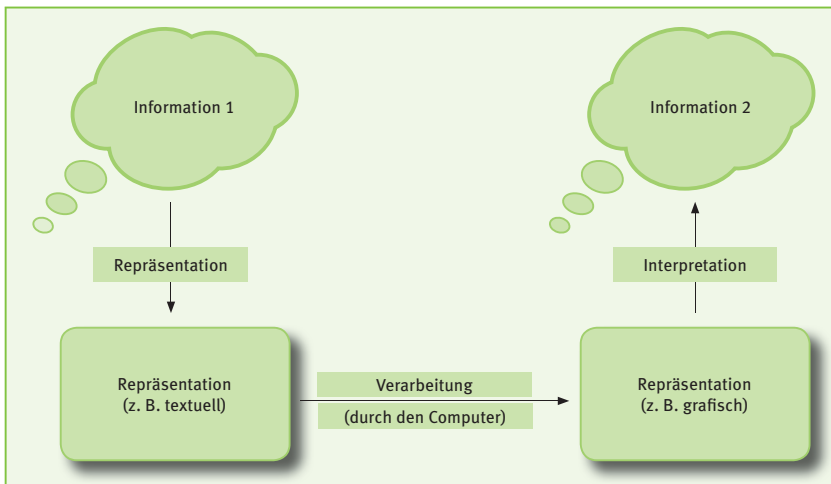 Information 1
Information 2
Repräsentation
Interpretation
Repräsentation
(z. B. textuell)
Verarbeitung
(durch den Computer)
Repräsentation
(z. B. grafisch)